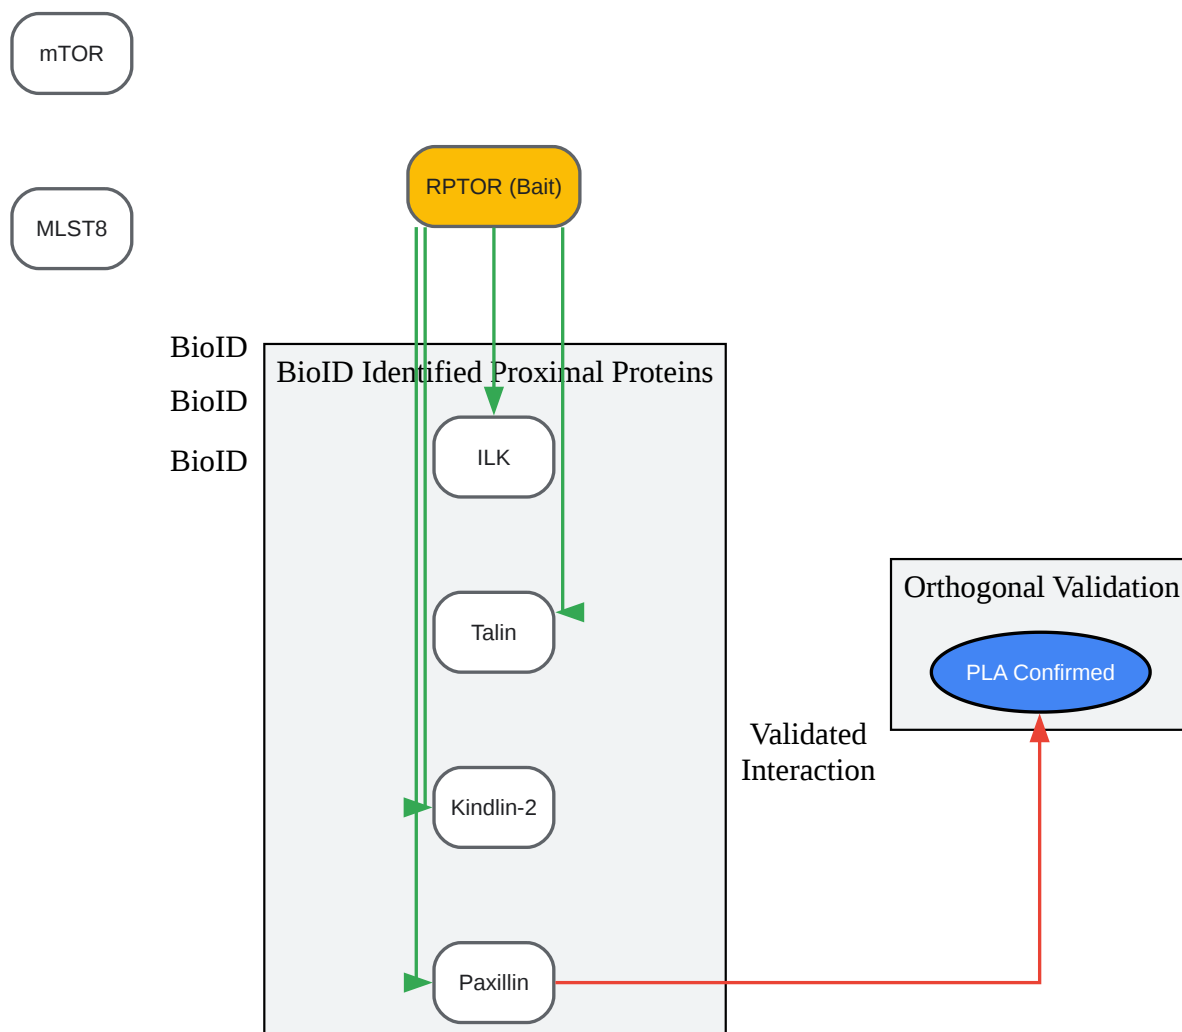 mTOR
RPTOR (Bait)
MLST8
BioID
BioID Identified Proximal Proteins
BioID
BioID
ILK
Talin
Orthogonal Validation
PLA Confirmed
Validated
Interaction
Kindlin-2
Paxillin